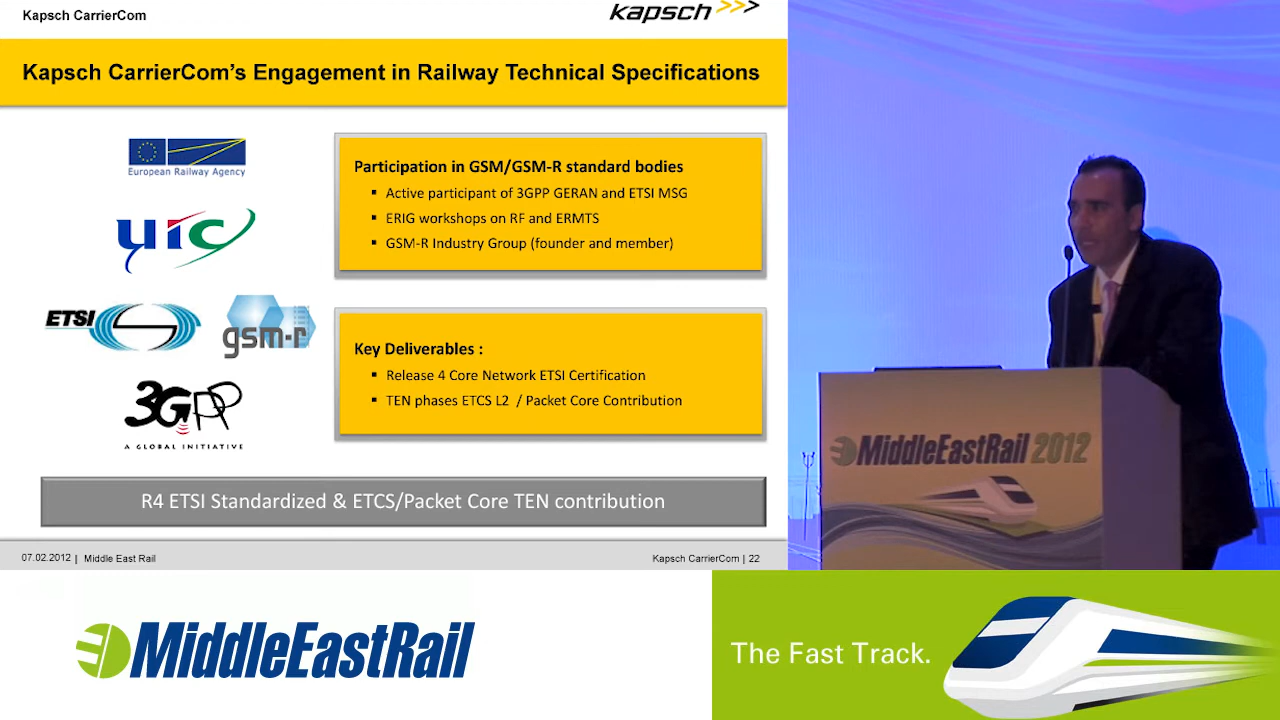 Kapsch CarrierCom
kapsch >>>
Kapsch CarrierCom's Engagement in Railway Technical Specifications
European Railway Agency
uic
ETSI
gsm-r
3GPP
A GLOBAL INITIATIVE
Participation in GSM/GSM-R standard bodies
▪ Active participant of 3GPP GERAN and ETSI MSG
▪ ERIG workshops on RF and ERMTS
▪ GSM-R Industry Group (founder and member)
Key Deliverables :
▪ Release 4 Core Network ETSI Certification
▪ TEN phases ETCS L2 / Packet Core Contribution
R4 ETSI Standardized & ETCS/Packet Core TEN contribution
07.02.2012 | Middle East Rail
Kapsch CarrierCom | 22
MiddleEastRail 2012
MiddleEastRail
The Fast Track.